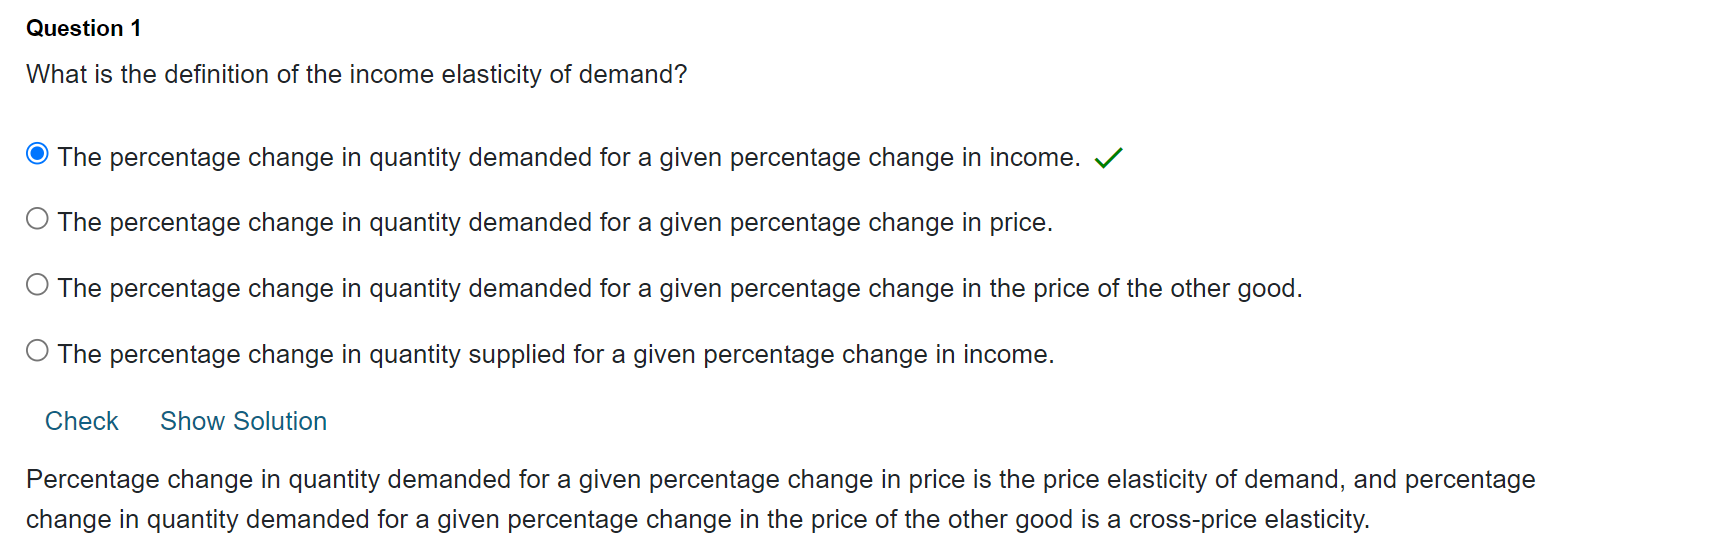 Question 1
What is the definition of the income elasticity of demand?
The percentage change in quantity demanded for a given percentage change in income.
The percentage change in quantity demanded for a given percentage change in price.
The percentage change in quantity demanded for a given percentage change in the price of the other good.
The percentage change in quantity supplied for a given percentage change in income.
Check Show Solution
Percentage change in quantity demanded for a given percentage change in price is the price elasticity of demand, and percentage
change in quantity demanded for a given percentage change in the price of the other good is a cross-price elasticity.